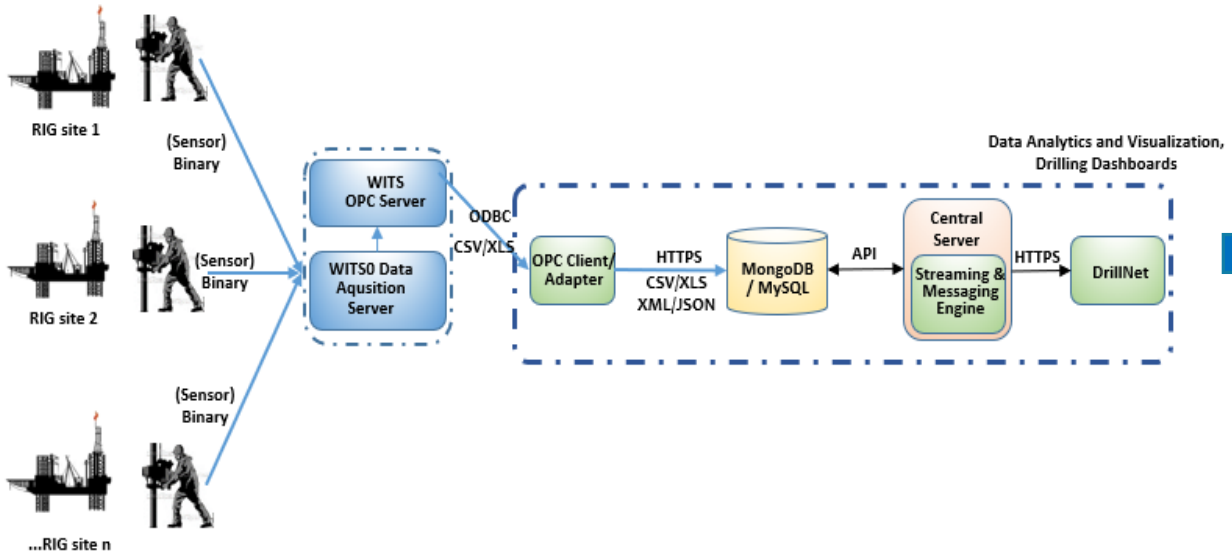 RIG site 1
(Sensor)
Binary
RIG site 2
(Sensor)
Binary
(Sensor)
Binary
...RIG site n
WITS
OPC Server
WITS0 Data
Aqusition
Server
ODBC
CSV/XLS
Data Analytics and Visualization,
Drilling Dashboards
OPC Client/
Adapter
HTTPS
CSV/XLS
XML/JSON
MongoDB
/ MySQL
API
Central
Server
Streaming &
Messaging
Engine
HTTPS
DrillNet